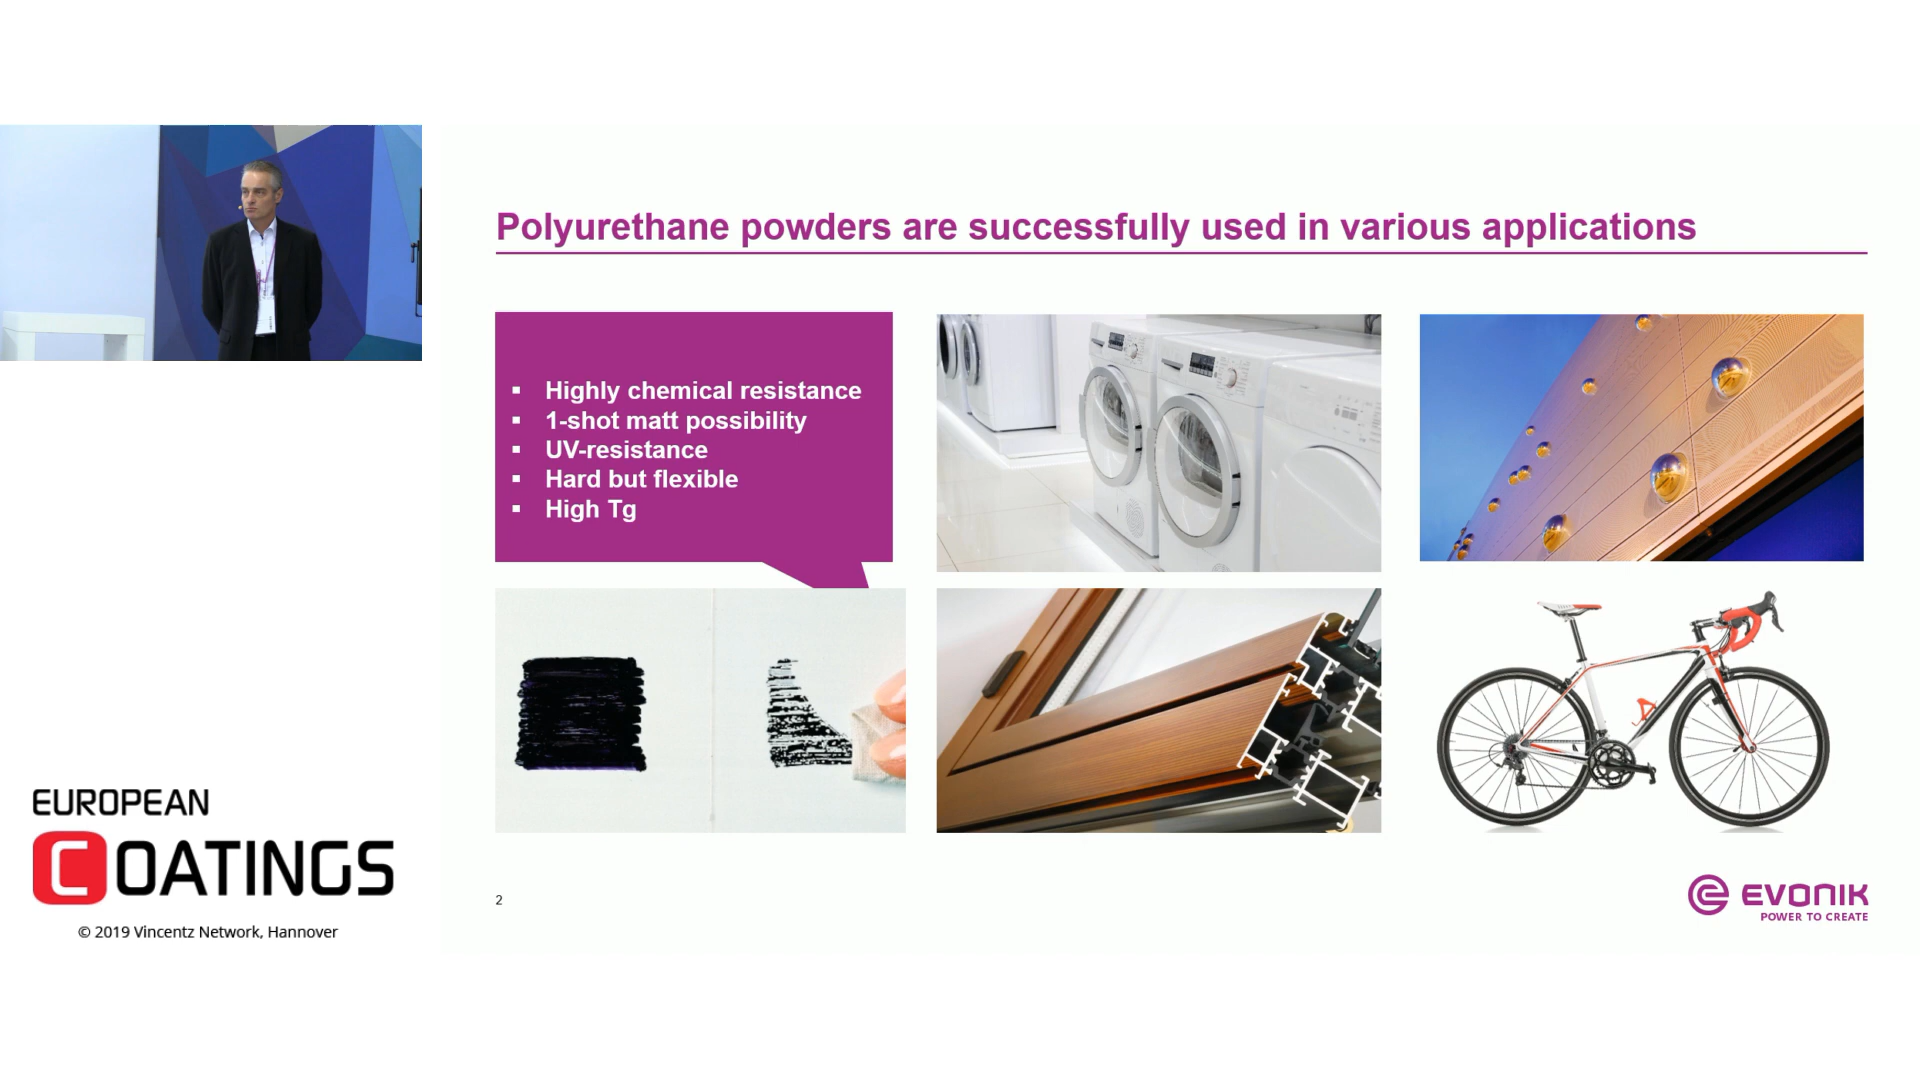 Polyurethane powders are successfully used in various applications
▪ Highly chemical resistance
▪ 1-shot matt possibility
▪ UV-resistance
▪ Hard but flexible
▪ High Tg
EUROPEAN
COATINGS
© 2019 Vincentz Network, Hannover
2
EVONIK
POWER TO CREATE